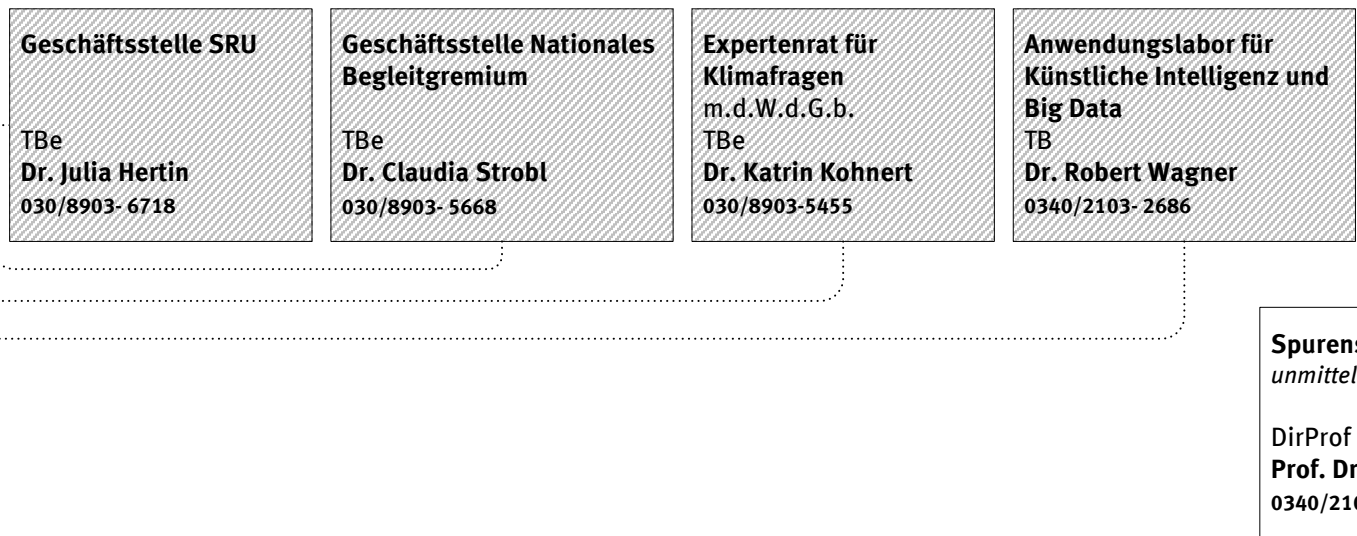 Geschäftsstelle SRU
TBe
Dr. Julia Hertin
030/8903- 6718
Geschäftsstelle Nationales
Begleitgremium
TBe
Dr. Claudia Strobl
030/8903- 5668
Expertenrat für
Klimafragen
m.d.W.d.G.b.
TBe
Dr. Katrin Kohnert
030/8903-5455
Anwendungslabor für
Künstliche Intelligenz und
Big Data
TB
Dr. Robert Wagner
0340/2103- 2686
DirProf
Prof. Dr